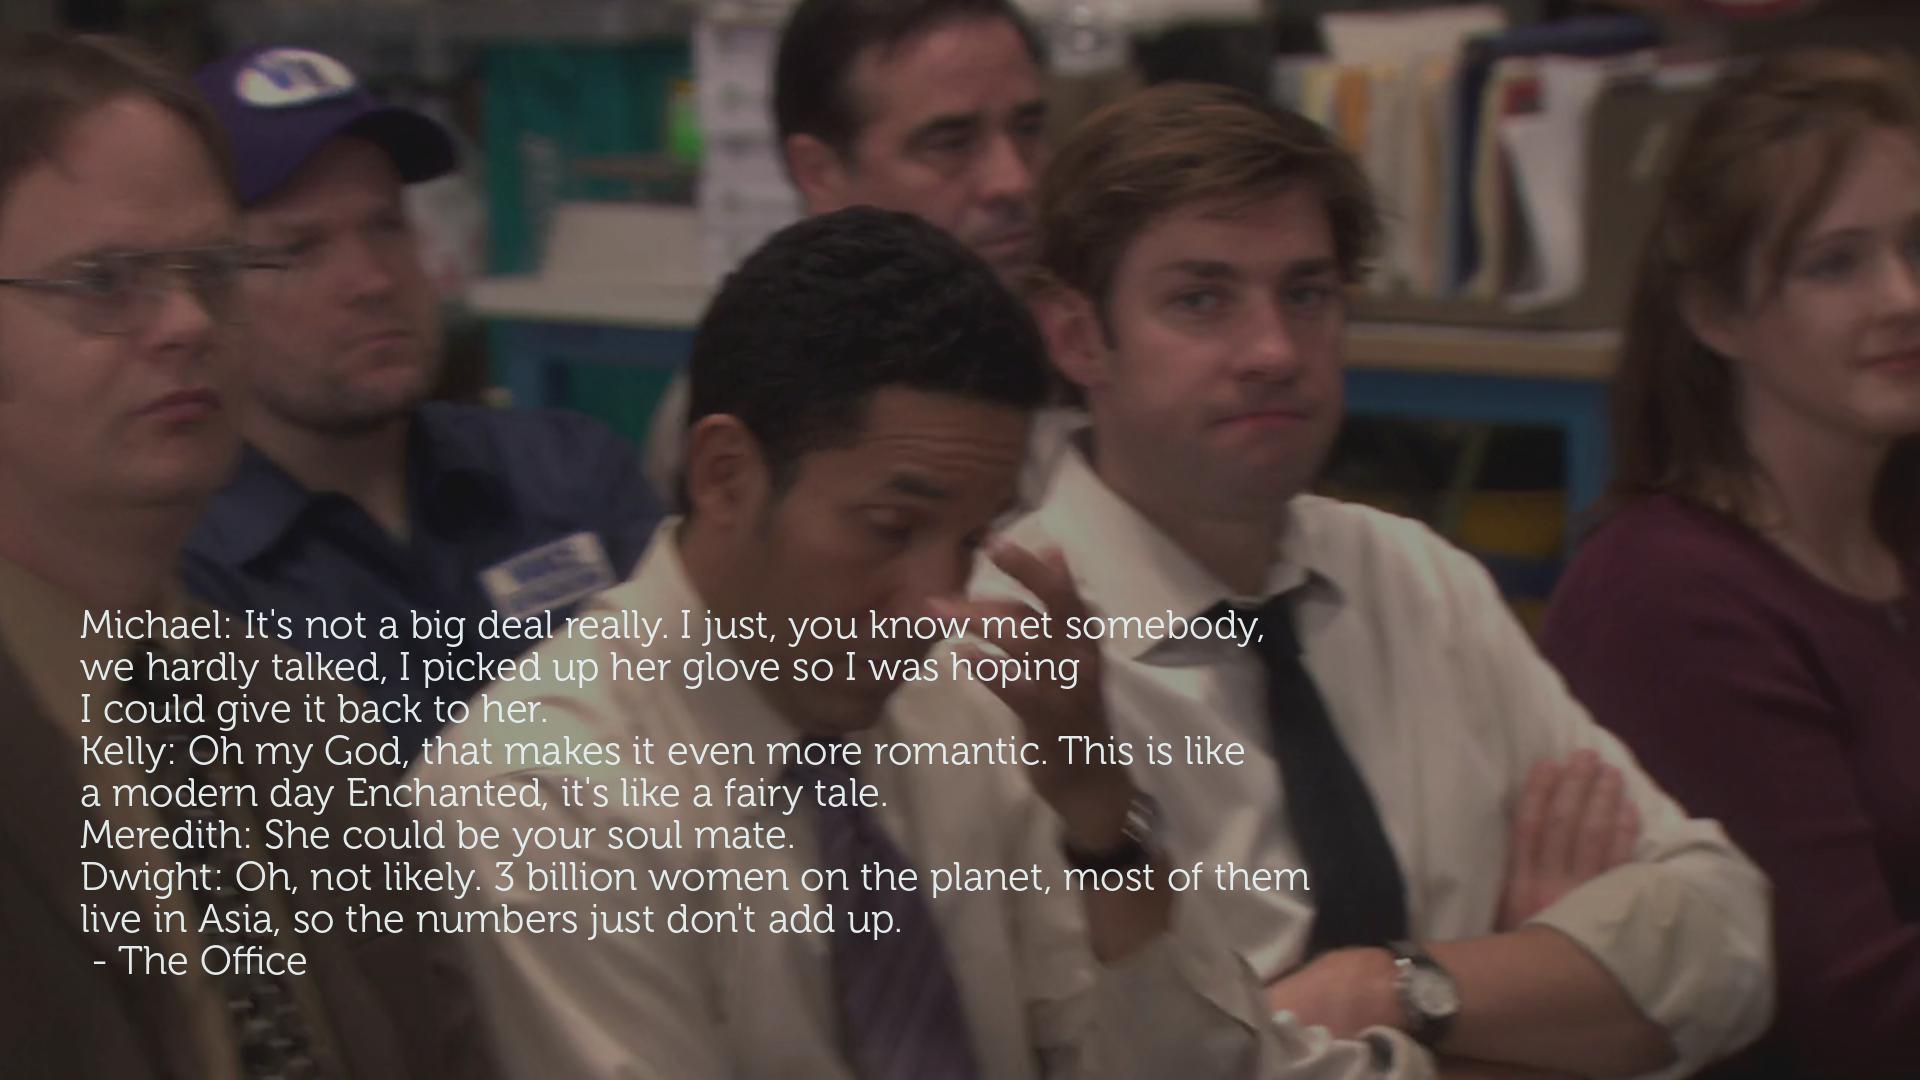 Michael: It's not a big deal really. I just, you know met somebody,
we hardly talked, I picked up her glove so I was hoping
I could give it back to her.
Kelly: Oh my God, that makes it even more romantic. This is like
a modern day Enchanted, it's like a fairy tale.
Meredith: She could be your soul mate.
Dwight: Oh, not likely. 3 billion women on the planet, most of them
live in Asia, so the numbers just don't add up.
- The Office